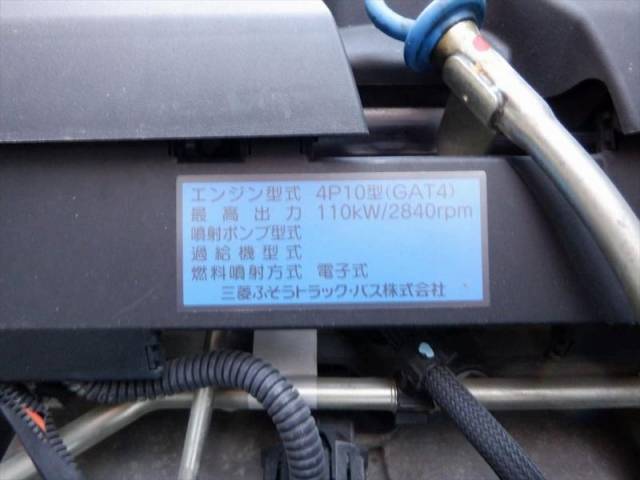 エンジン型式 4P10型(GAT4)
最高出力 110kW/2840rpm
噴射ポンプ型式
過給機型式
燃料噴射方式 電子式
三菱ふそうトラック・バス株式会社